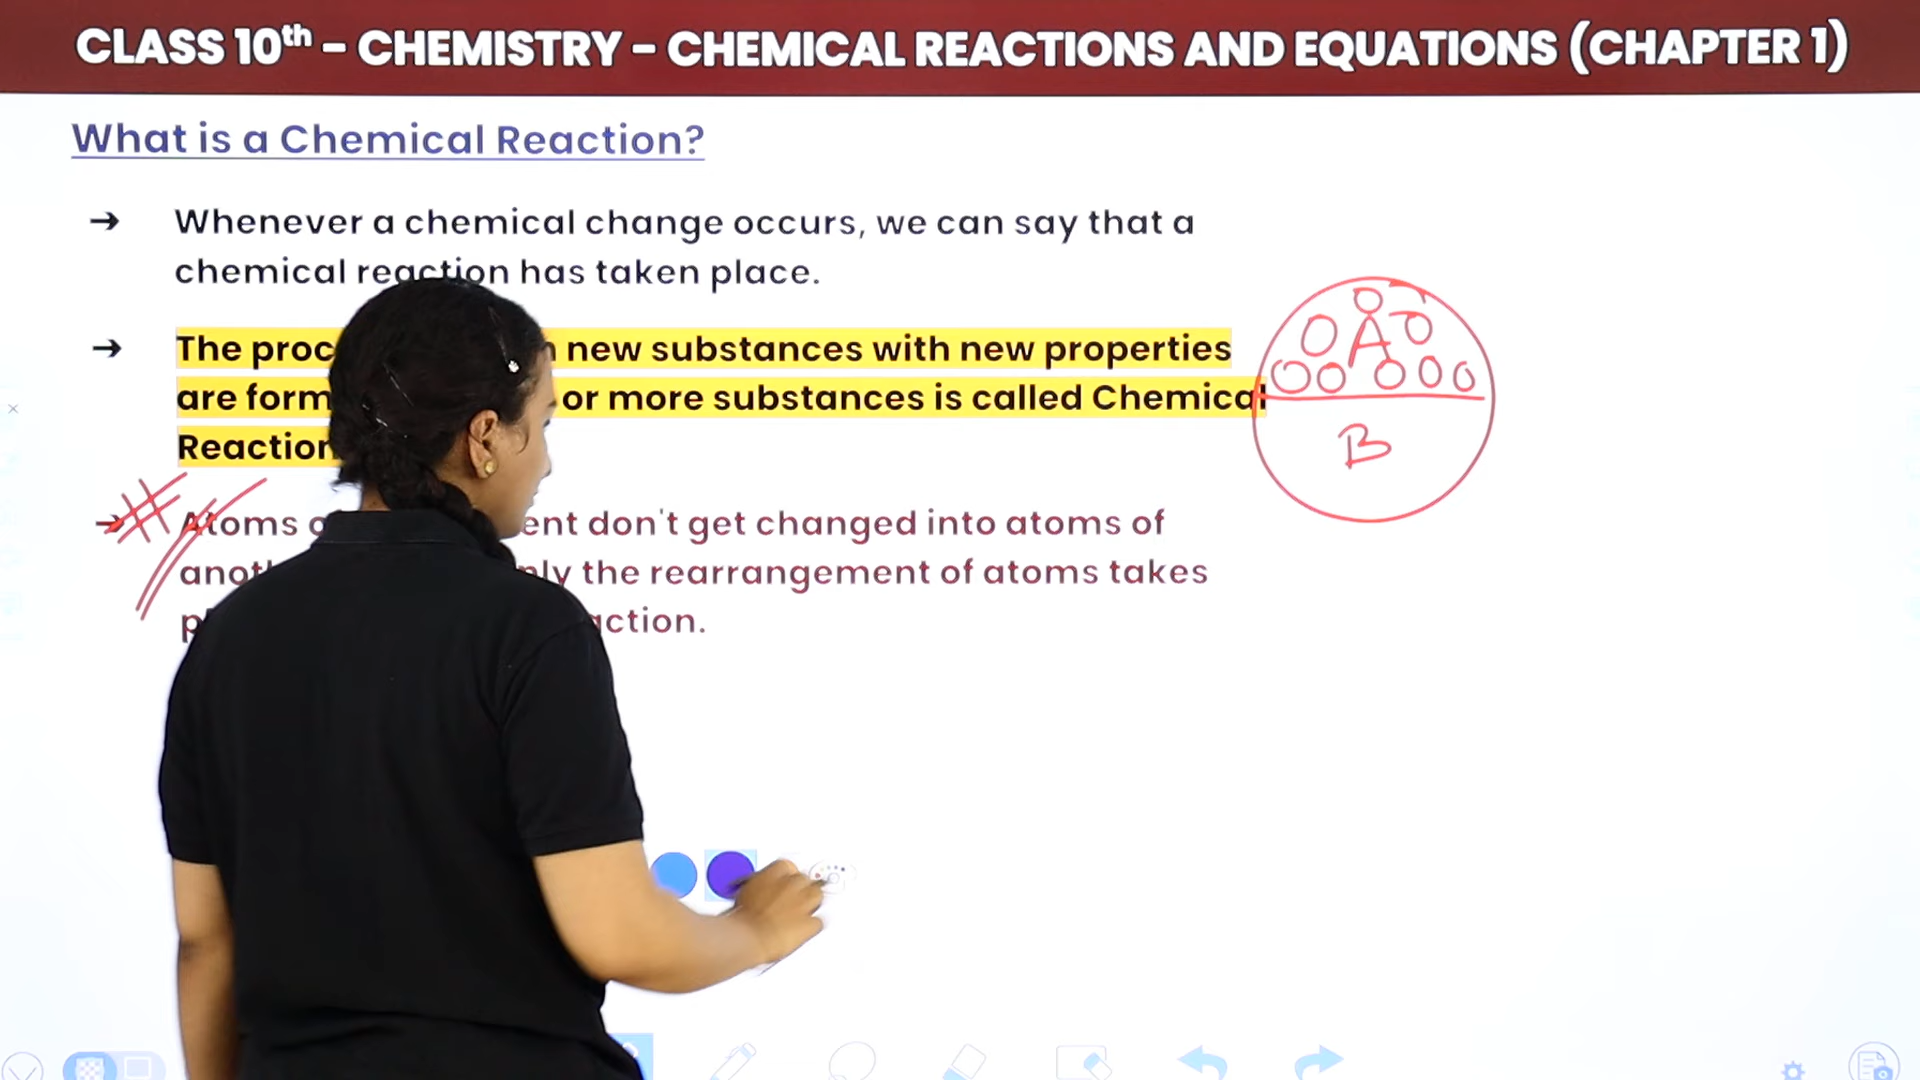 CLASS 10th – CHEMISTRY – CHEMICAL REACTIONS AND EQUATIONS (CHAPTER 1)
What is a Chemical Reaction?
➔ Whenever a chemical change occurs, we can say that a
chemical reaction has taken place.
➔ The proc new substances with new properties
are form or more substances is called Chemical
Reaction
A
B
# ➔ Atoms o ent don't get changed into atoms of
anot nly the rearrangement of atoms takes
p ction.